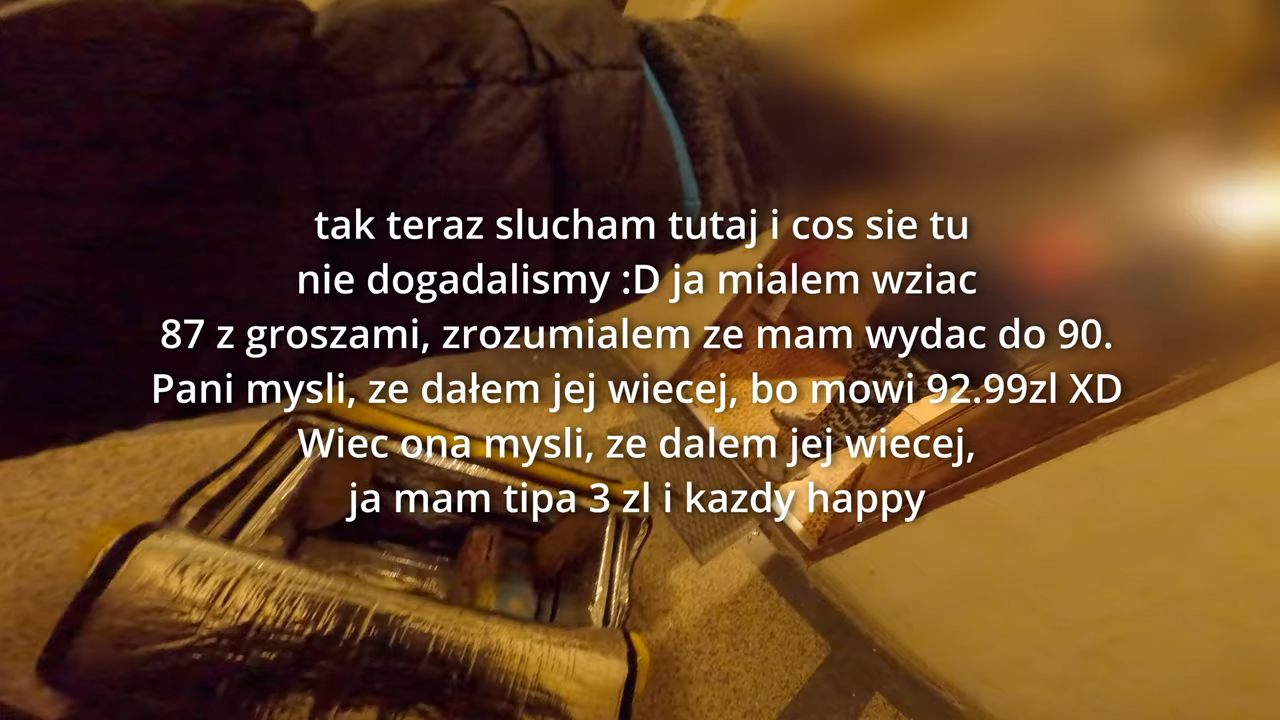 tak teraz slucham tutaj i cos sie tu
nie dogadalismy :D ja mialem wziac
87 z groszami, zrozumialem ze mam wydac do 90.
Pani mysli, ze dałem jej wiecej, bo mowi 92.99zl XD
Wiec ona mysli, ze dalem jej wiecej,
ja mam tipa 3 zl i kazdy happy